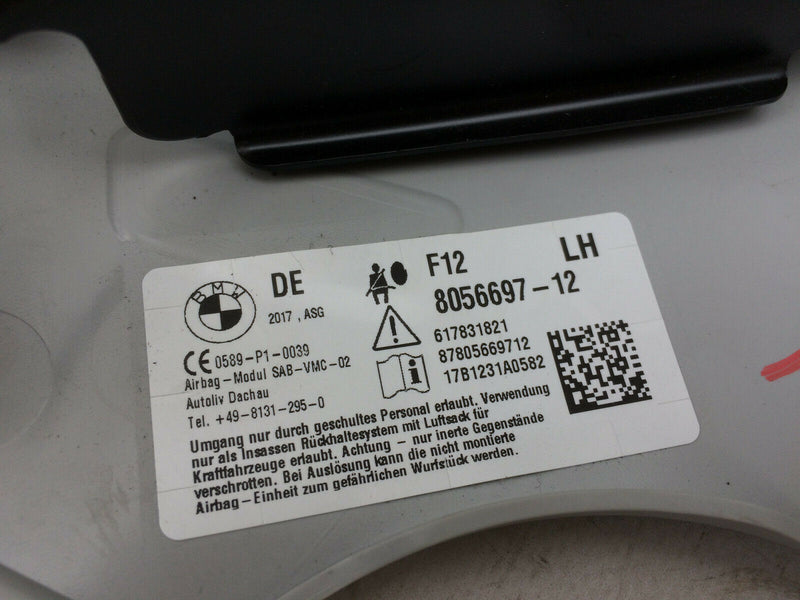 BMW
DE
F12
LH
2017 , ASG
8056697-12
617831821
87805669712
17B1231A0582
CE 0589-P1-0039
Airbag-Modul SAB-VMC-02
Autoliv Dachau
Tel. +49-8131-295-0
Umgang nur durch geschultes Personal erlaubt. Verwendung
nur als Insassen Rückhaltesystem mit Luftsack für
Kraftfahrzeuge erlaubt. Achtung - nur inerte Gegenstände
verschrotten. Bei Auslösung kann die nicht montierte
Airbag-Einheit zum gefährlichen Wurfstück werden.